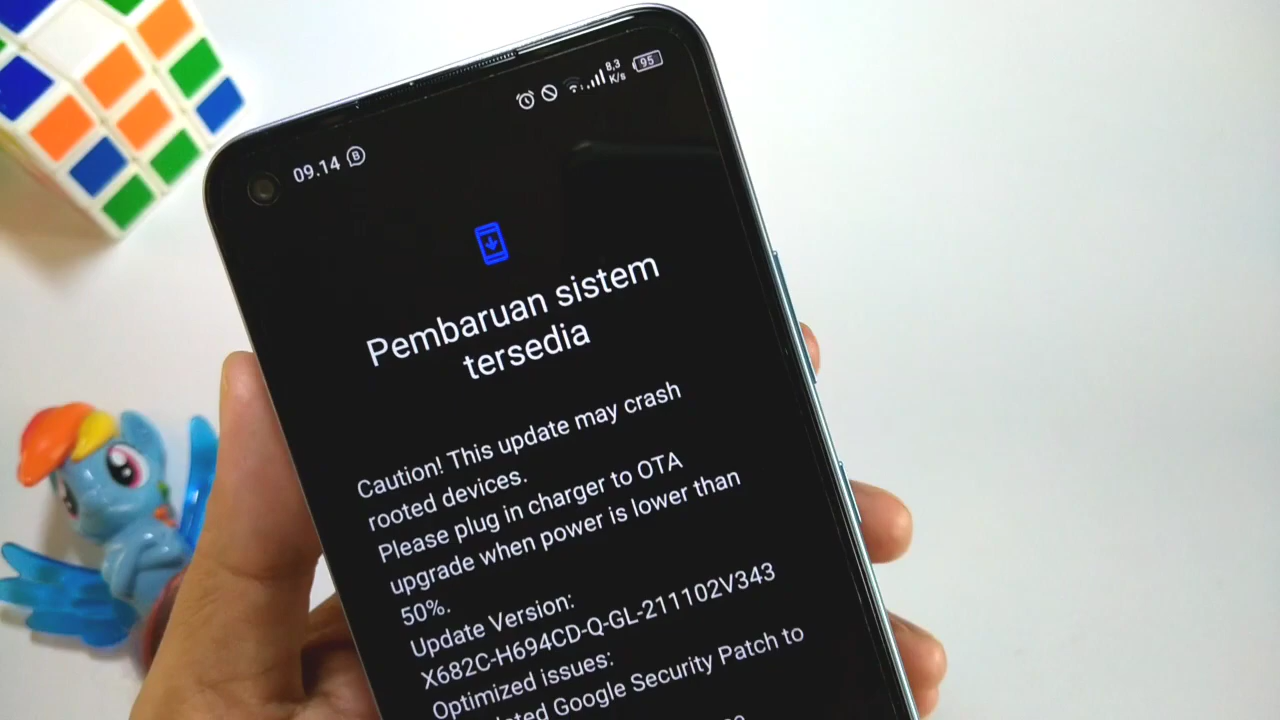 09.14
8,3
K/s
95
Pembaruan sistem
tersedia
Caution! This update may crash
rooted devices.
Please plug in charger to OTA
upgrade when power is lower than
50%.
Update Version:
X682C-H694CD-Q-GL-211102V343
Optimized issues:
Google Security Patch to